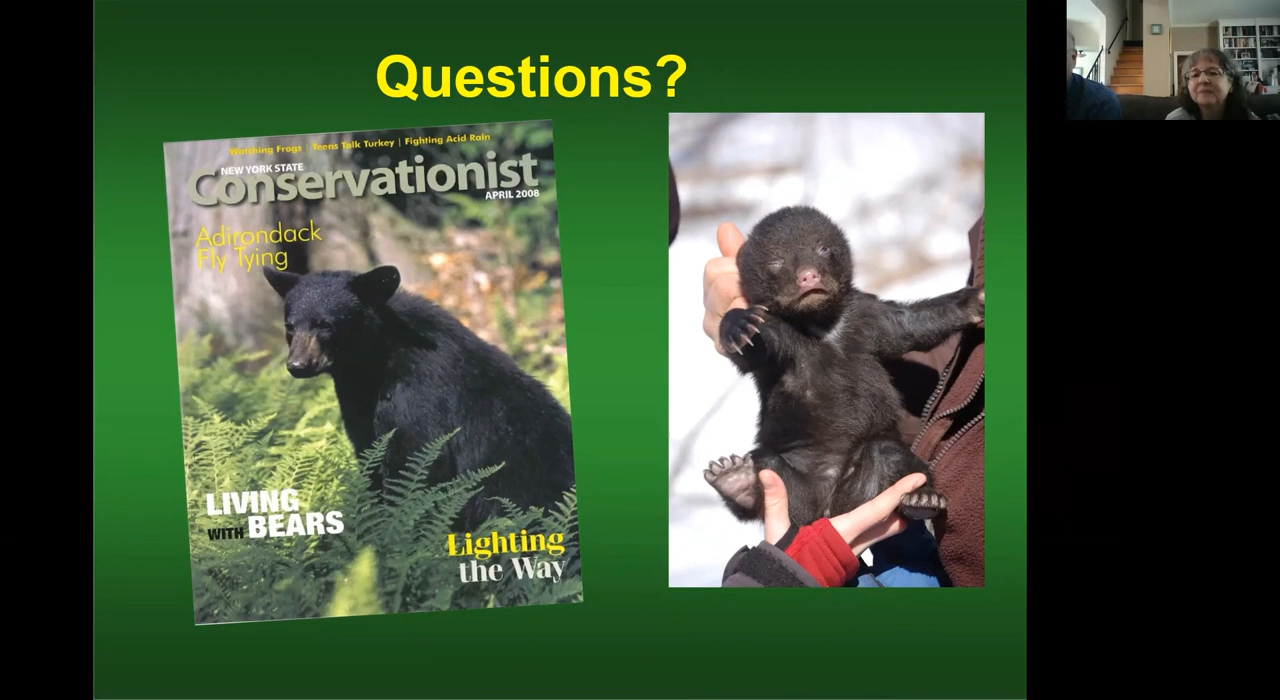 Questions?
Watching Frogs | Teens Talk Turkey | Fighting Acid Rain
NEW YORK STATE
Conservationist
APRIL 2008
Adirondack
Fly Tying
LIVING
WITH BEARS
Lighting
the Way